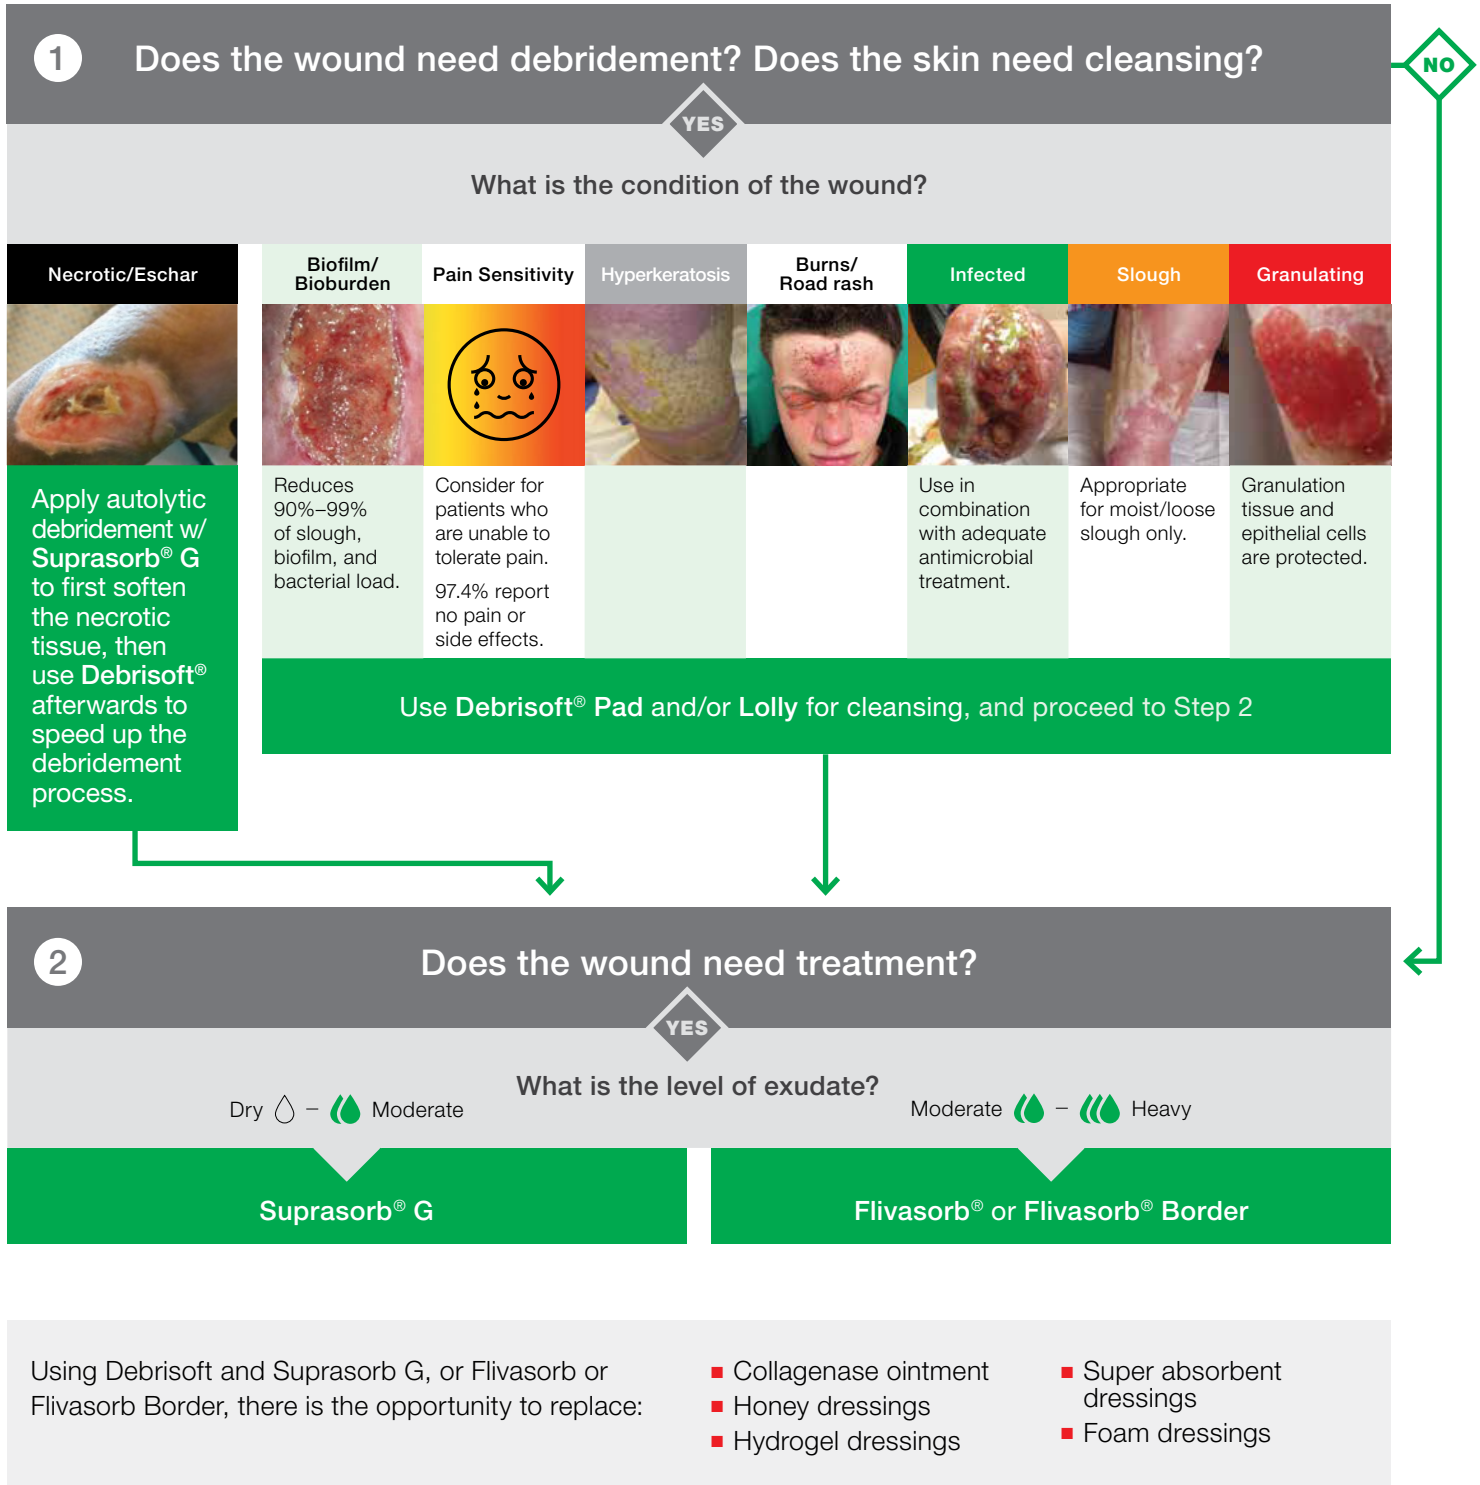 1
Does the wound need debridement? Does the skin need cleansing?
NO
YES
What is the condition of the wound?
Necrotic/Eschar
Apply autolytic
debridement w/
Suprasorb® G
to first soften
the necrotic
tissue, then
use Debrisoft®
afterwards to
speed up the
debridement
process.
Biofilm/
Bioburden
Reduces
90%–99%
of slough,
biofilm, and
bacterial load.
Pain Sensitivity
Consider for
patients who
are unable to
tolerate pain.
97.4% report
no pain or
side effects.
Hyperkeratosis
Burns/
Road rash
Infected
Use in
combination
with adequate
antimicrobial
treatment.
Slough
Appropriate
for moist/loose
slough only.
Granulating
Granulation
tissue and
epithelial cells
are protected.
Use Debrisoft® Pad and/or Lolly for cleansing, and proceed to Step 2
2
Does the wound need treatment?
YES
What is the level of exudate?
Dry – Moderate
Moderate – Heavy
Suprasorb® G
Flivasorb® or Flivasorb® Border
Using Debrisoft and Suprasorb G, or Flivasorb or
Flivasorb Border, there is the opportunity to replace:
Collagenase ointment
Honey dressings
Hydrogel dressings
Super absorbent
dressings
Foam dressings